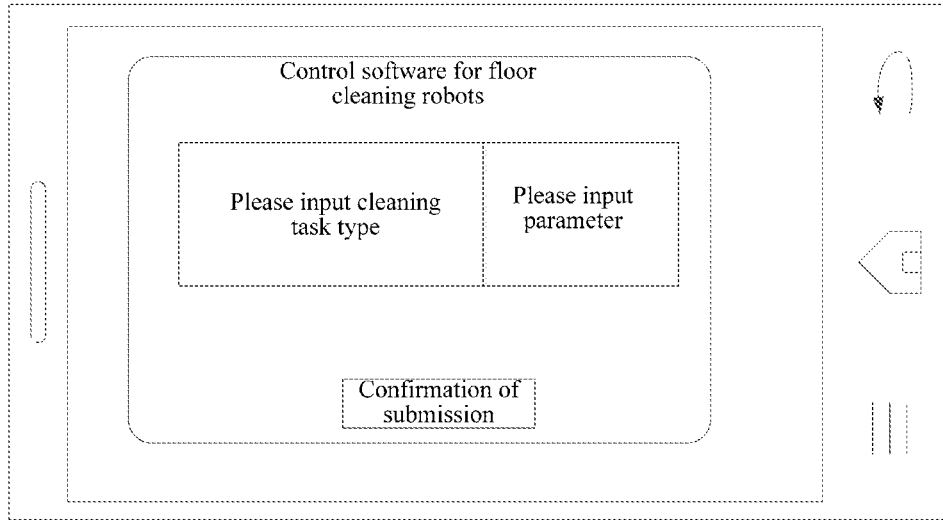 Control software for floor
cleaning robots
Please input cleaning
task type
Please input
parameter
Confirmation of
submission